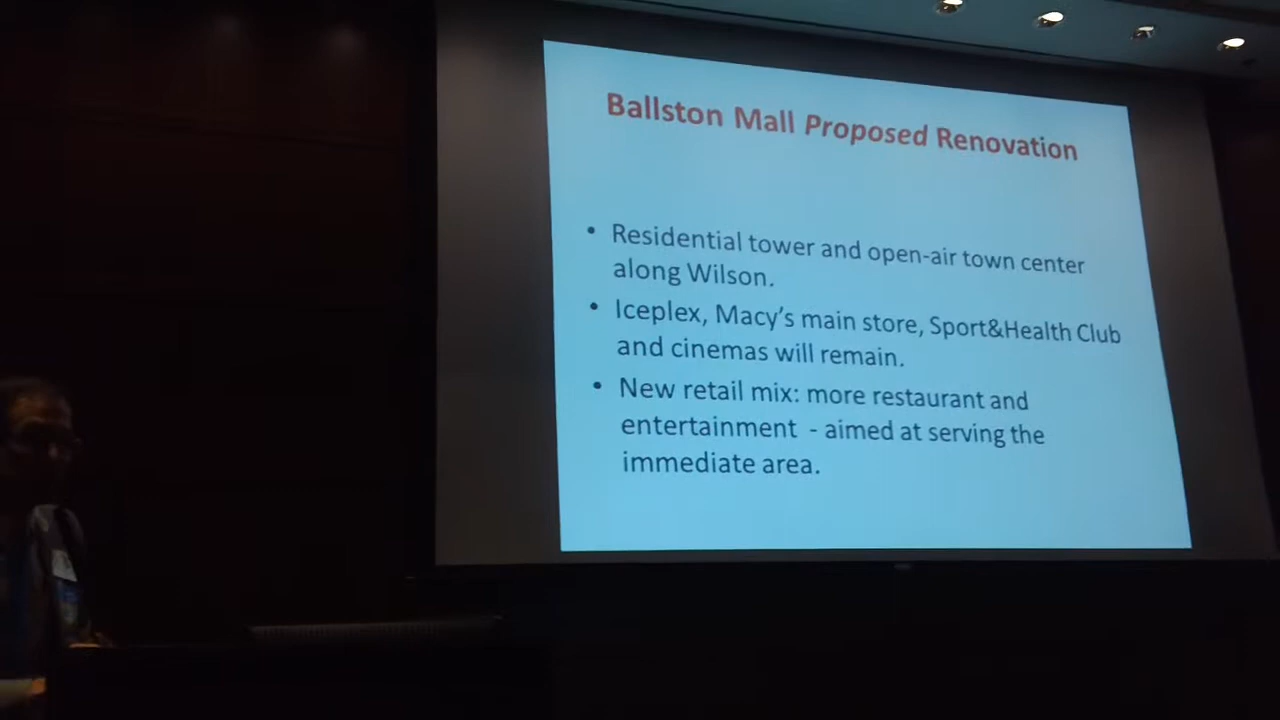 Ballston Mall Proposed Renovation
• Residential tower and open-air town center
along Wilson.
• Iceplex, Macy's main store, Sport&Health Club
and cinemas will remain.
• New retail mix: more restaurant and
entertainment - aimed at serving the
immediate area.